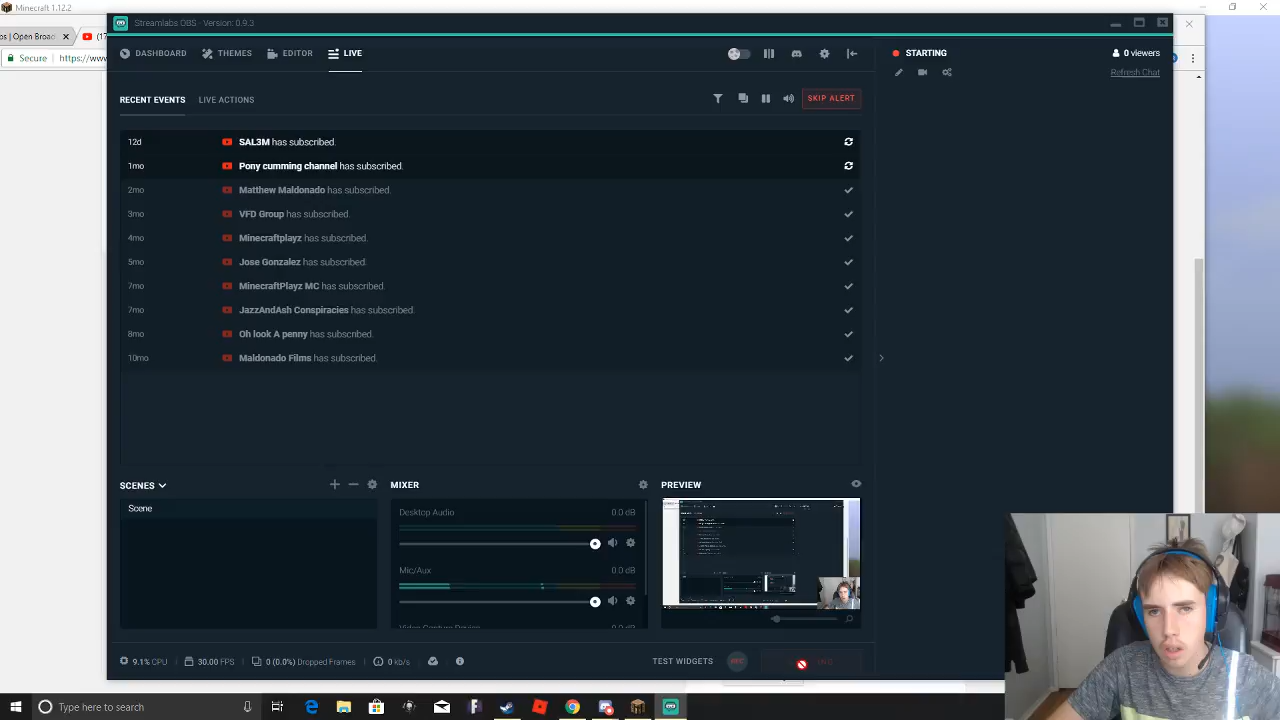 Minecraft 1.12.2
Streamlabs OBS - Version: 0.9.3
s | Open Broad
Secure
https://www
DASHBOARD
THEMES
EDITOR
LIVE
STARTING
0 viewers
Refresh Chat
RECENT EVENTS
LIVE ACTIONS
SKIP ALERT
12d SAL3M has subscribed.
1mo Pony cumming channel has subscribed.
2mo Matthew Maldonado has subscribed.
3mo VFD Group has subscribed.
4mo Minecraftplayz has subscribed.
5mo Jose Gonzalez has subscribed.
7mo MinecraftPlayz MC has subscribed.
7mo JazzAndAsh Conspiracies has subscribed.
8mo Oh look A penny has subscribed.
10mo Maldonado Films has subscribed.
SCENES
MIXER
PREVIEW
Scene
Desktop Audio 0.0 dB
Mic/Aux 0.0 dB
9.1% CPU
30.00 FPS
0 (0.0%) Dropped Frames
0 kb/s
TEST WIDGETS
REC
Type here to search